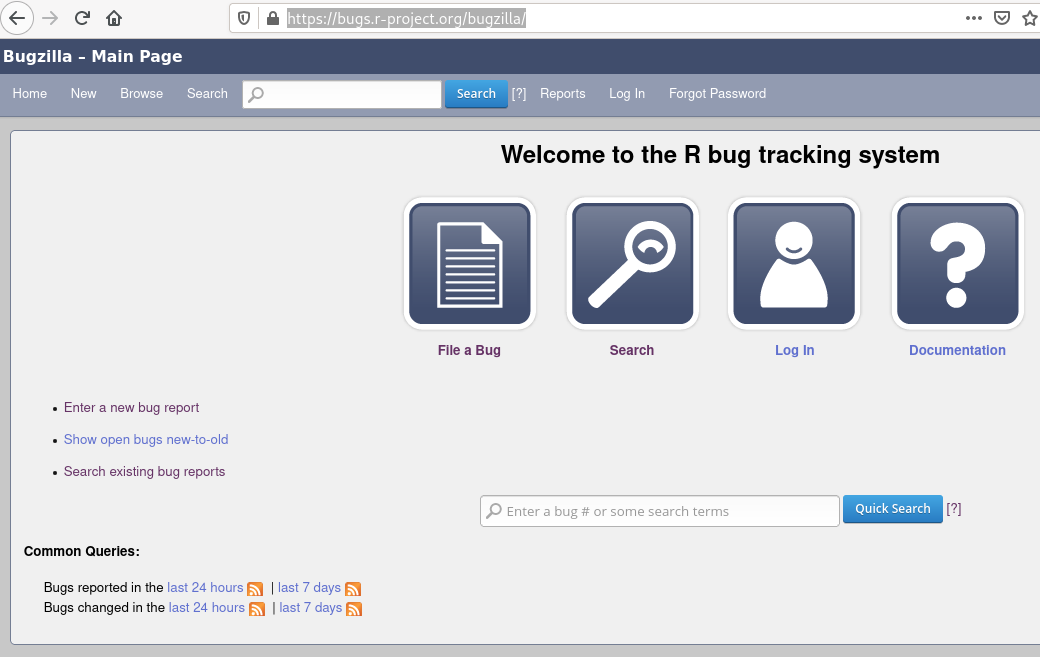 https://bugs.r-project.org/bugzilla/
Bugzilla – Main Page
Home New Browse Search Search [?] Reports Log In Forgot Password
Welcome to the R bug tracking system
File a Bug Search Log In Documentation
Enter a new bug report
Show open bugs new-to-old
Search existing bug reports
Enter a bug # or some search terms Quick Search [?]
Common Queries:
Bugs reported in the last 24 hours | last 7 days
Bugs changed in the last 24 hours | last 7 days